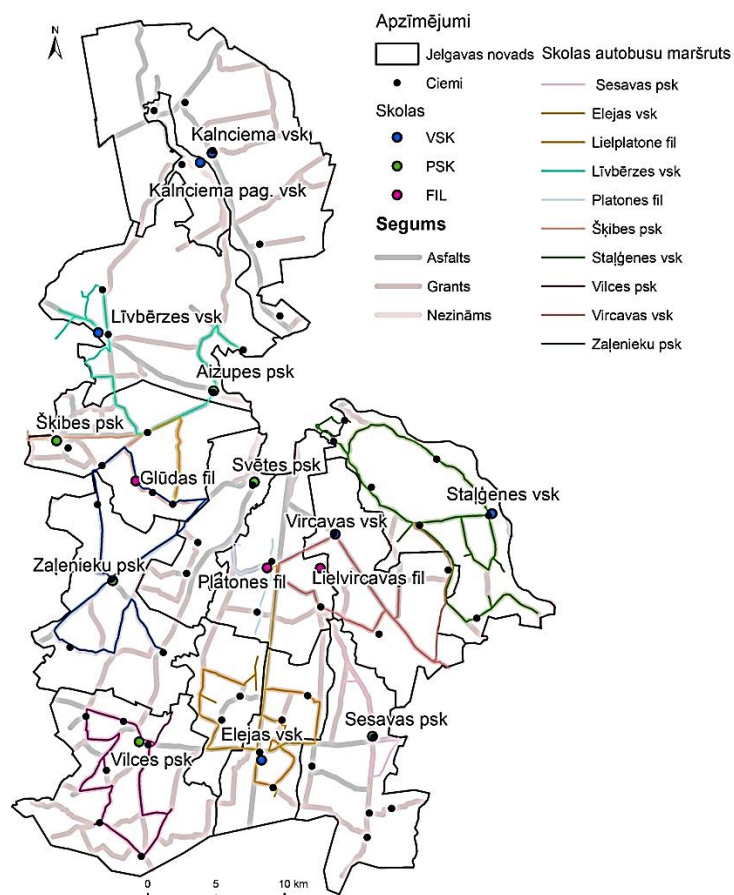 N
Kalnciema vsk
Kalnciema pag. vsk
Līvbērzes vsk
Aizupes psk
Šķibes psk
Glūdas fil
Svētes psk
Staļģenes vsk
Vircavas vsk
Zaļenieku psk
Platones fil
Lielvircavas fil
Sesavas psk
Elejas vsk
Vilces psk
0 5 10 km
Apzīmējumi
Jelgavas novads
Ciemi
Skolas
VSK
PSK
FIL
Segums
Asfalts
Grants
Nezināms
Skolas autobusu maršruts
Sesavas psk
Elejas vsk
Lielplatone fil
Līvbērzes vsk
Platones fil
Šķibes psk
Staļģenes vsk
Vilces psk
Vircavas vsk
Zaļenieku psk